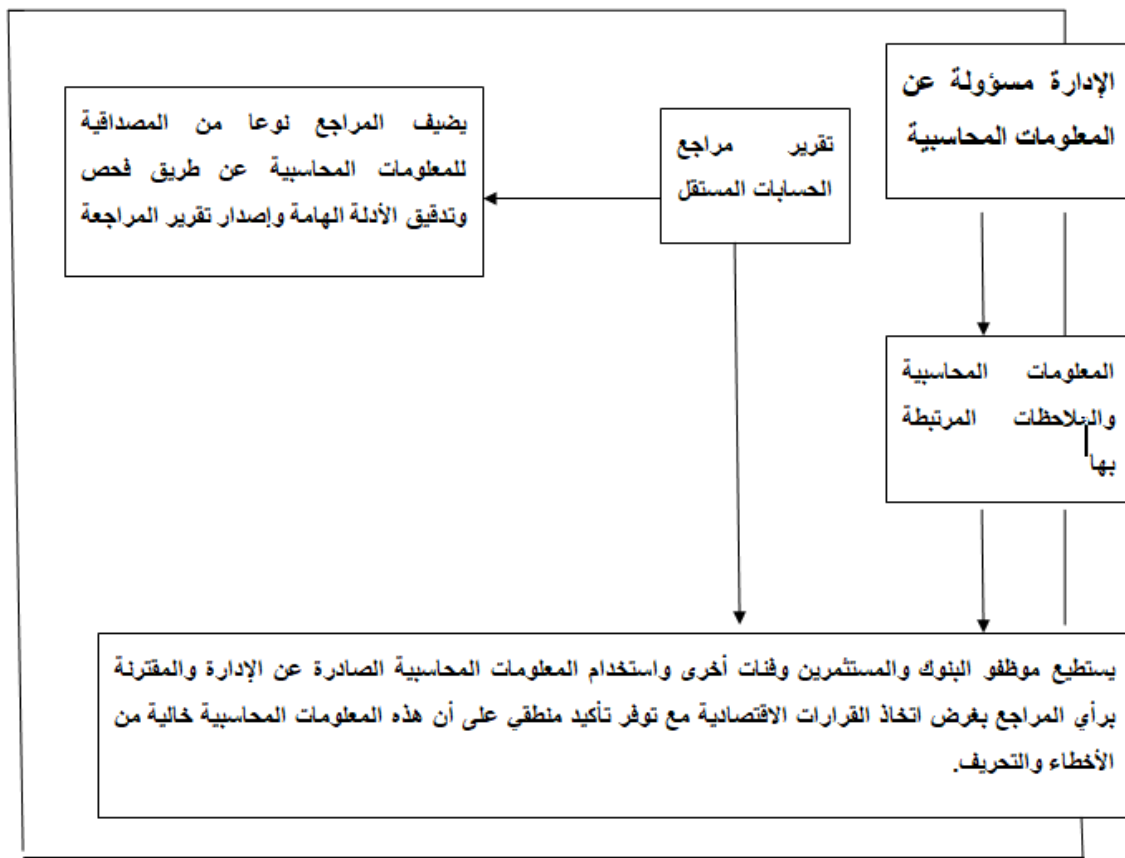 الإدارة مسؤولة عن
المعلومات المحاسبية
تقرير مراجع
الحسابات المستقل
يضيف المراجع نوعا من المصداقية
للمعلومات المحاسبية عن طريق فحص
وتدقيق الأدلة الهامة وإصدار تقرير المراجعة
المعلومات المحاسبية
والملاحظات المرتبطة
بها
يستطيع موظفو البنوك والمستثمرين وفئات أخرى واستخدام المعلومات المحاسبية الصادرة عن الإدارة والمقترنة
برأي المراجع بغرض اتخاذ القرارات الاقتصادية مع توفر تأكيد منطقي على أن هذه المعلومات المحاسبية خالية من
الأخطاء والتحريف.